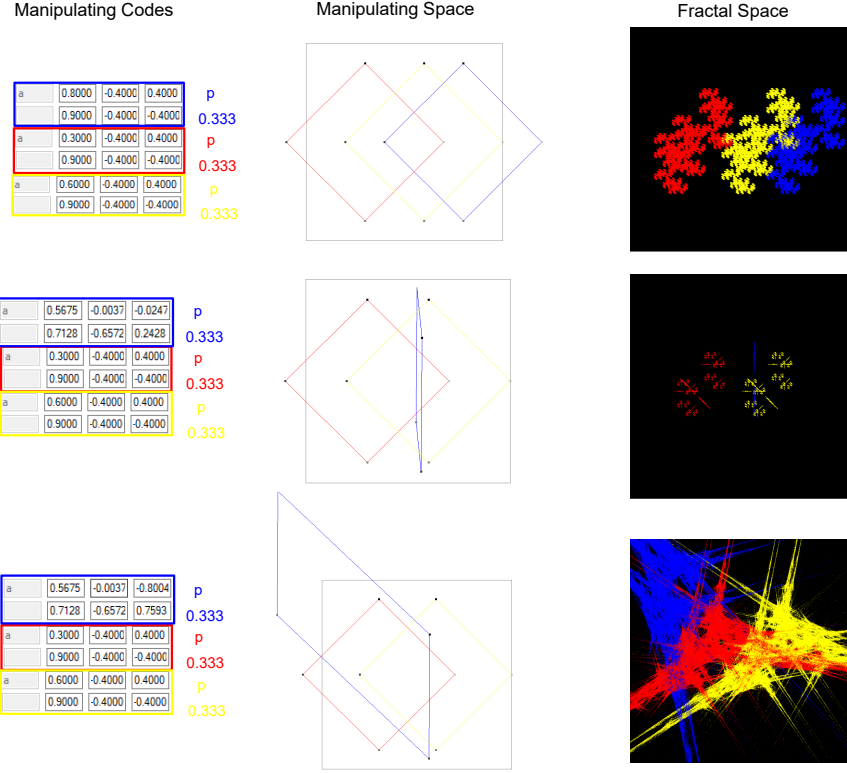 Manipulating Codes Manipulating Space Fractal Space
a 0.8000 -0.4000 0.4000 p
0.9000 -0.4000 -0.4000 0.333
a 0.3000 -0.4000 0.4000 p
0.9000 -0.4000 -0.4000 0.333
a 0.6000 -0.4000 0.4000 p
0.9000 -0.4000 -0.4000 0.333
a 0.5675 -0.0037 -0.0247 p
0.7128 -0.6572 0.2428 0.333
a 0.3000 -0.4000 0.4000 p
0.9000 -0.4000 -0.4000 0.333
a 0.6000 -0.4000 0.4000 p
0.9000 -0.4000 -0.4000 0.333
a 0.5675 -0.0037 -0.8004 p
0.7128 -0.6572 0.7593 0.333
a 0.3000 -0.4000 0.4000 p
0.9000 -0.4000 -0.4000 0.333
a 0.6000 -0.4000 0.4000 p
0.9000 -0.4000 -0.4000 0.333